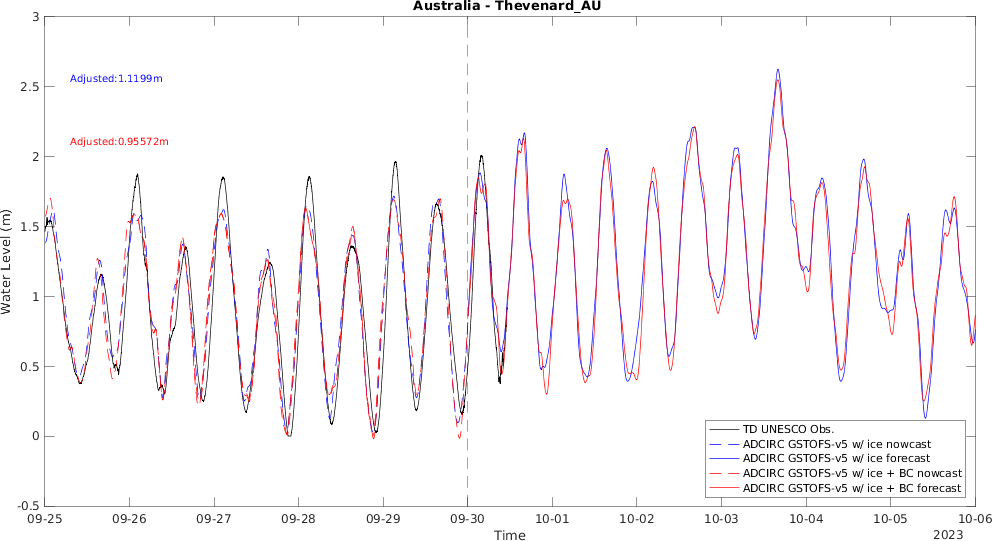 Australia - Thevenard_AU
Water Level (m)
3
2.5
2
1.5
1
0.5
0
-0.5
Adjusted:1.1199m
Adjusted:0.95572m
TD UNESCO Obs.
ADCIRC GSTOFS-v5 w/ ice nowcast
ADCIRC GSTOFS-v5 w/ ice forecast
ADCIRC GSTOFS-v5 w/ ice + BC nowcast
ADCIRC GSTOFS-v5 w/ ice + BC forecast
09-25 09-26 09-27 09-28 09-29 09-30 10-01 10-02 10-03 10-04 10-05 10-06
Time
2023